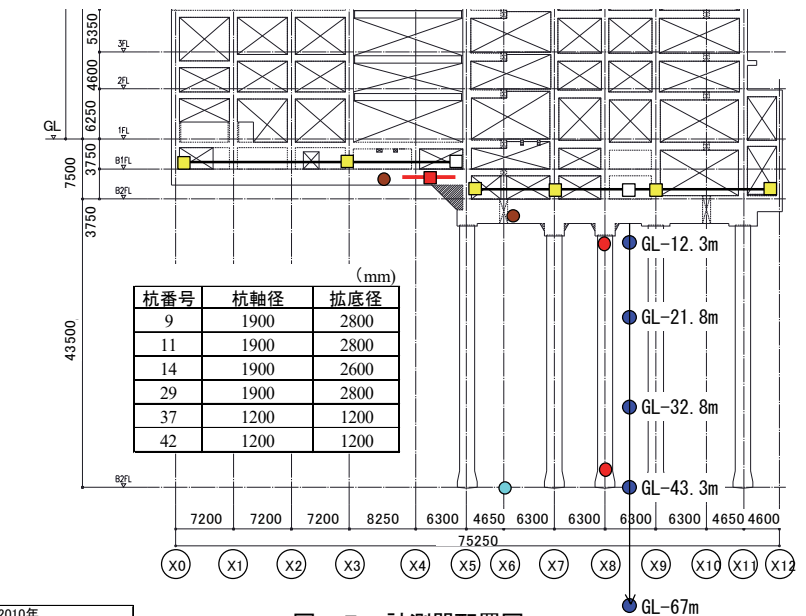 5350
3FL
4600
2FL
6250
GL
1FL
3750
7500
B1FL
B2FL
3750
(mm)
杭番号 杭軸径 拡底径
9 1900 2800
11 1900 2800
14 1900 2600
29 1900 2800
37 1200 1200
42 1200 1200
43500
GL-12.3m
GL-21.8m
GL-32.8m
GL-43.3m
B2FL
7200 7200 7200 8250 6300 4650 6300 6300 6300 6300 4650 4600
75250
X0 X1 X2 X3 X4 X5 X6 X7 X8 X9 X10 X11 X12
GL-67m
2010年